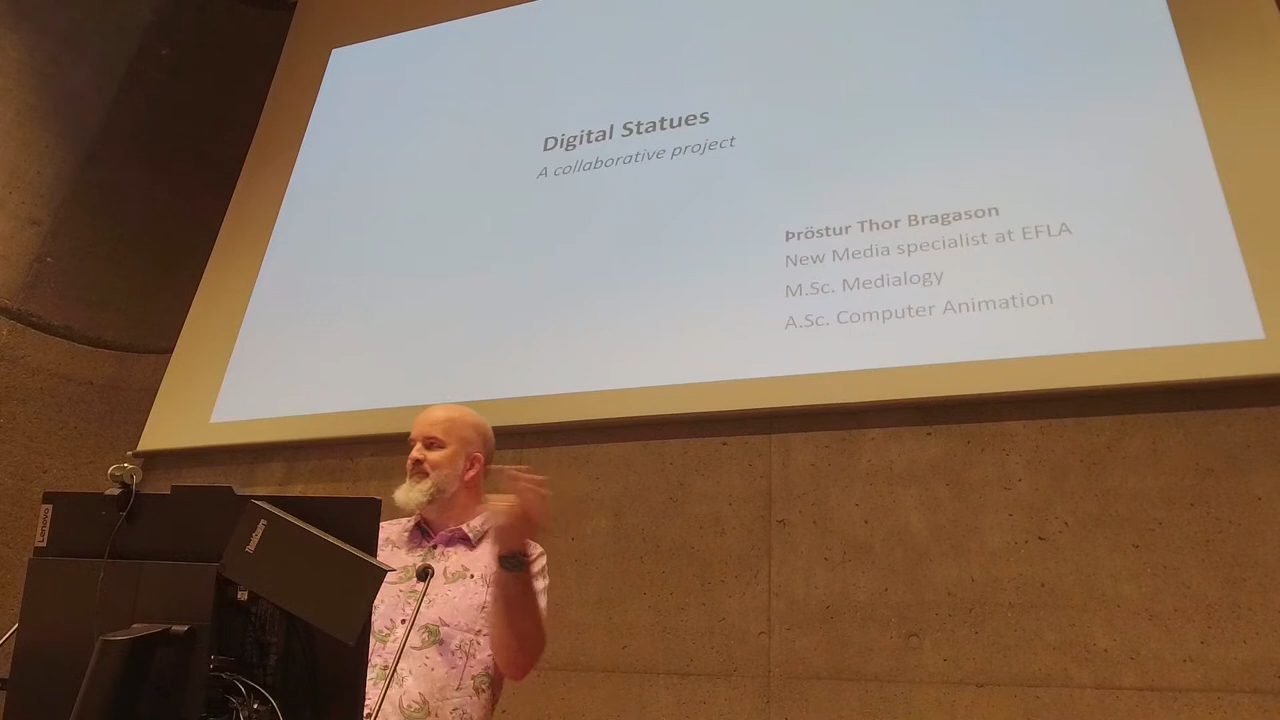 Digital Statues
A collaborative project
Þröstur Thor Bragason
New Media specialist at EFLA
M.Sc. Medialogy
A.Sc. Computer Animation
Lenovo
ThinkCentre